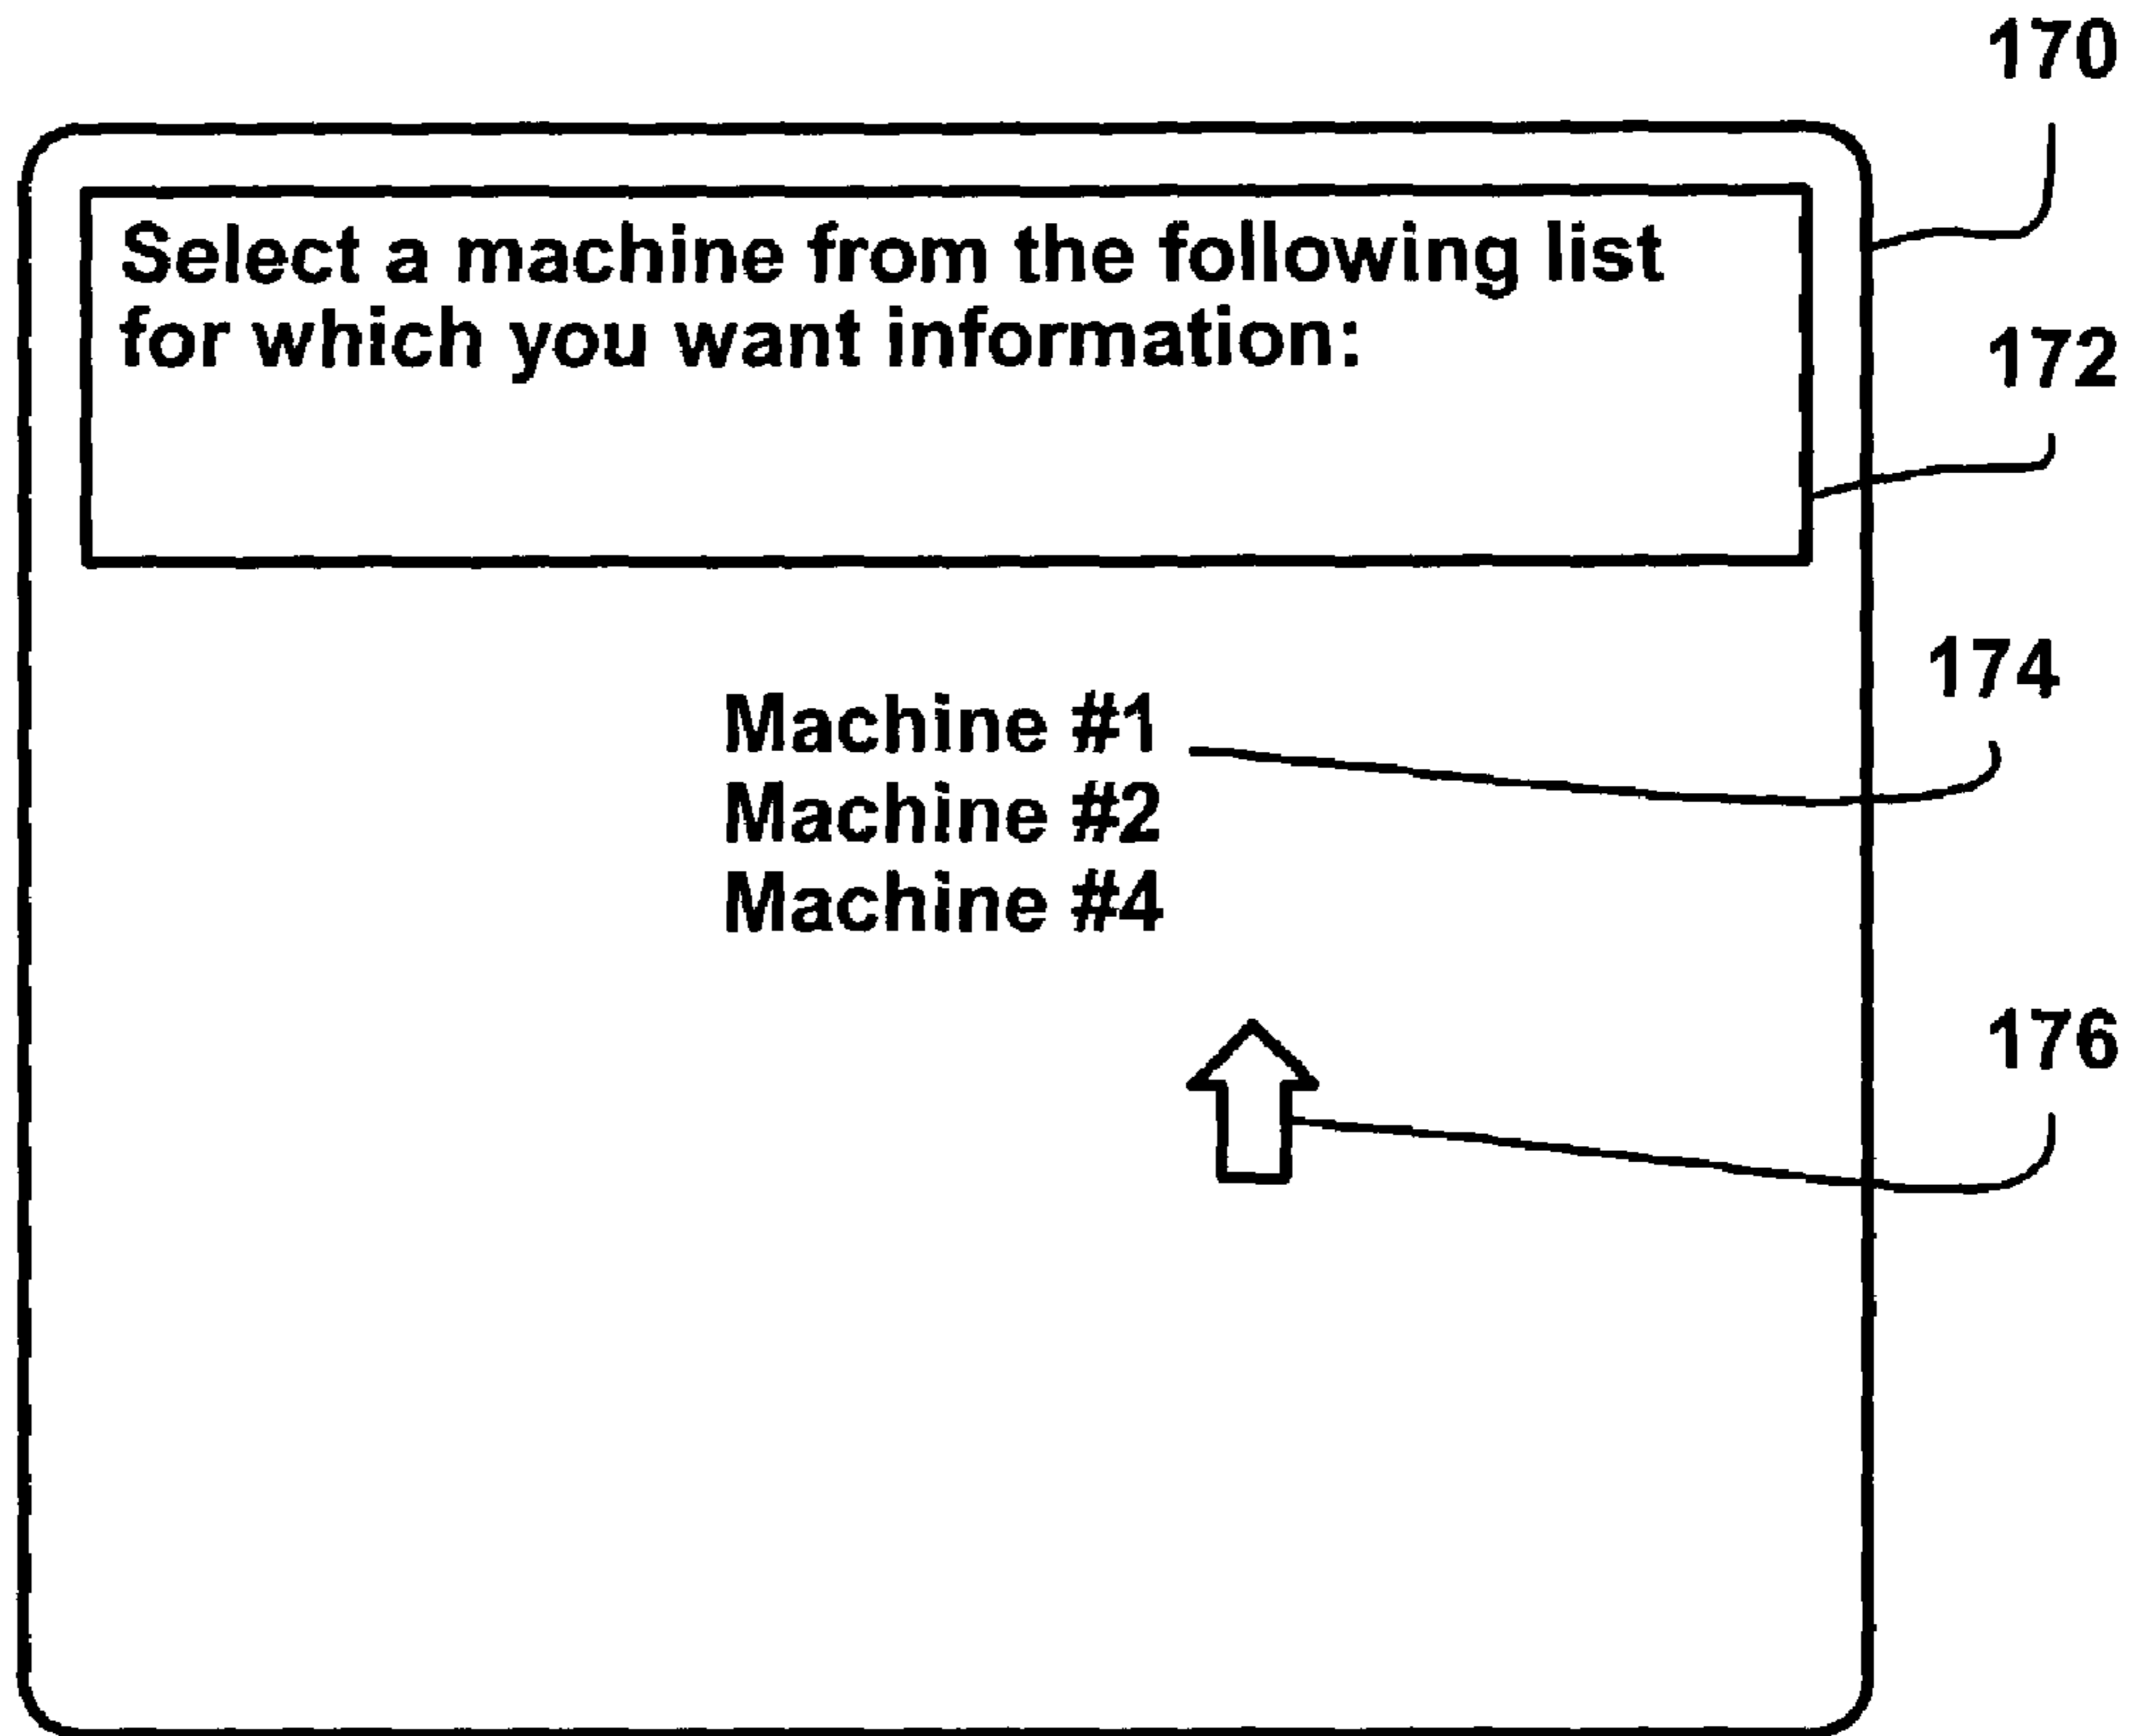 170
Select a machine from the following list
for which you want information:
172
174
Machine #1
Machine #2
Machine #4
176